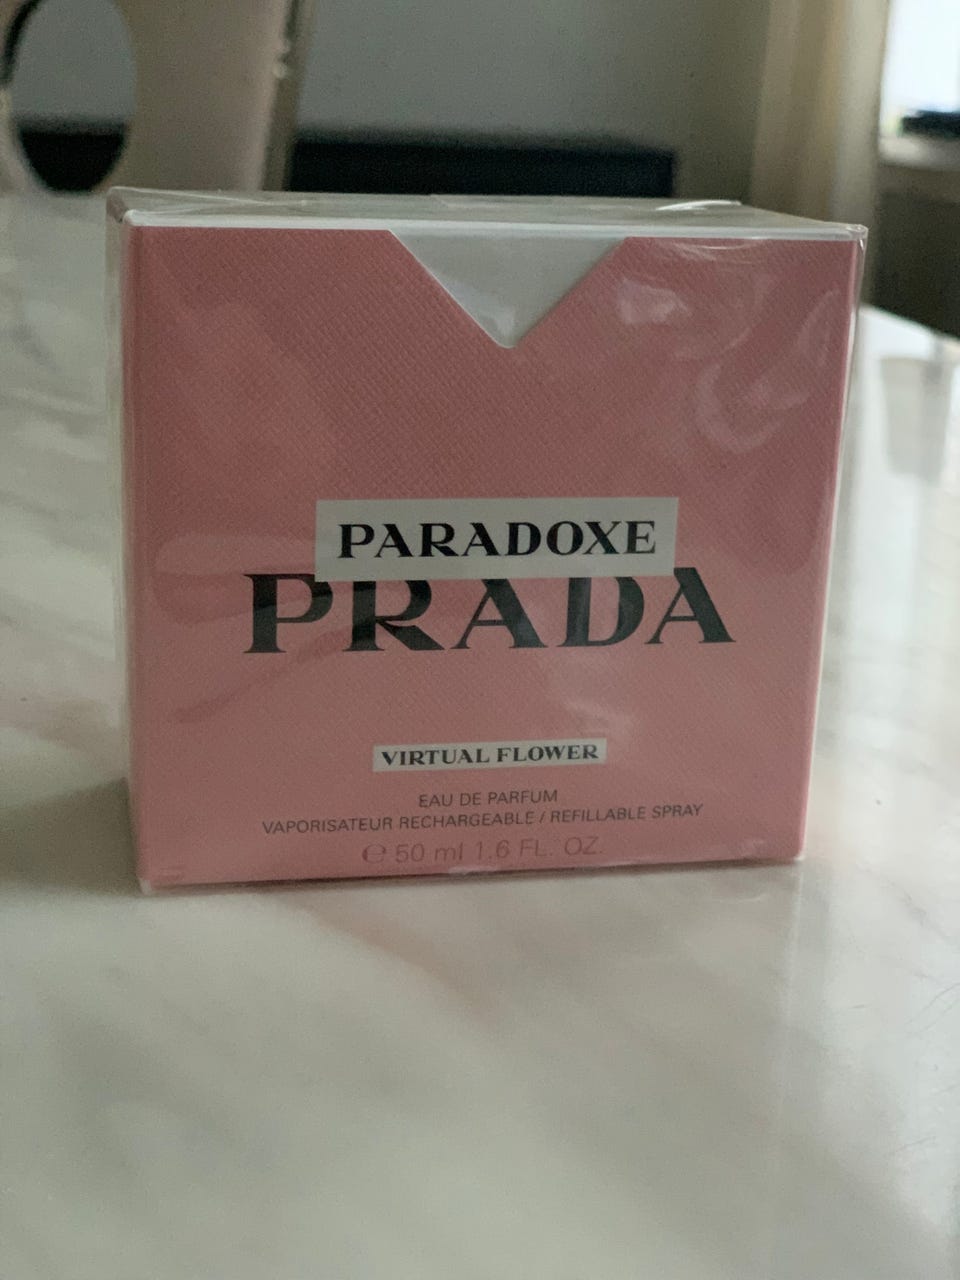 PARADOXE
PRADA
VIRTUAL FLOWER
EAU DE PARFUM
VAPORISATEUR RECHARGEABLE / REFILLABLE SPRAY
℮ 50 ml 1.6 FL. OZ.